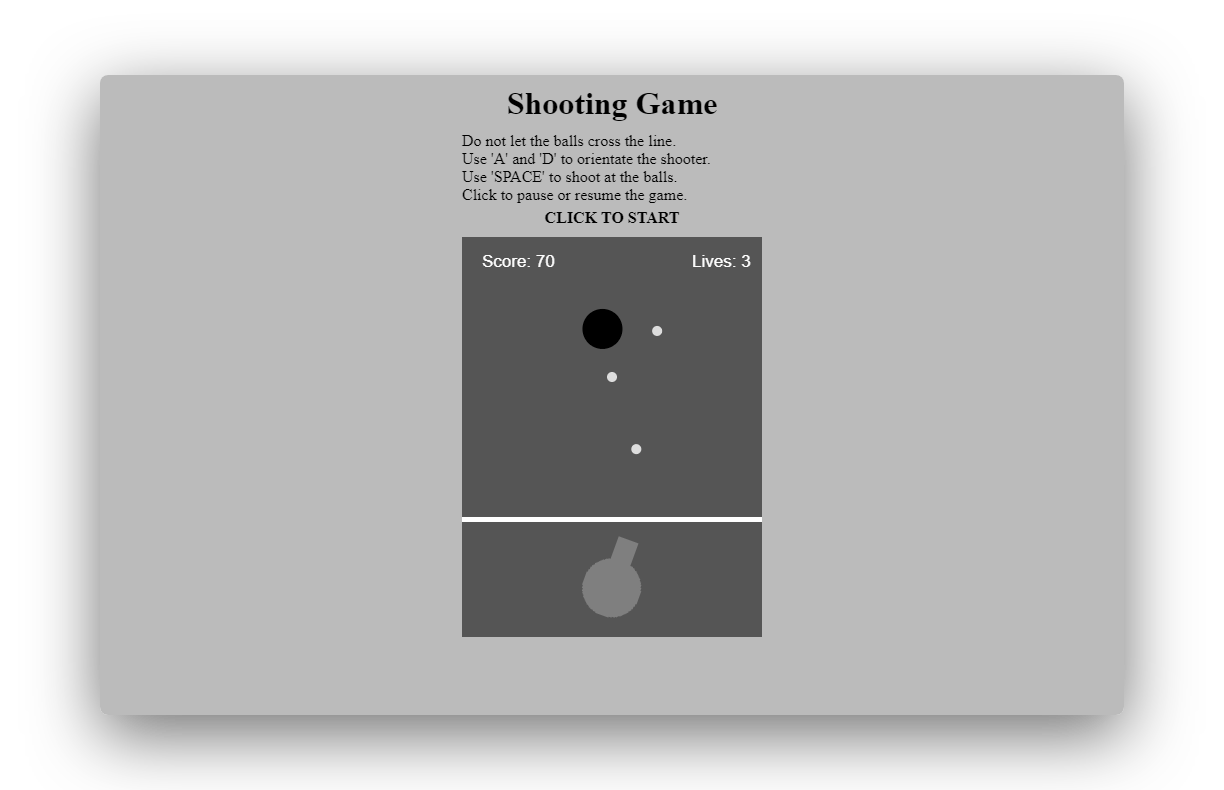 Shooting Game
Do not let the balls cross the line.
Use 'A' and 'D' to orientate the shooter.
Use 'SPACE' to shoot at the balls.
Click to pause or resume the game.
CLICK TO START
Score: 70
Lives: 3